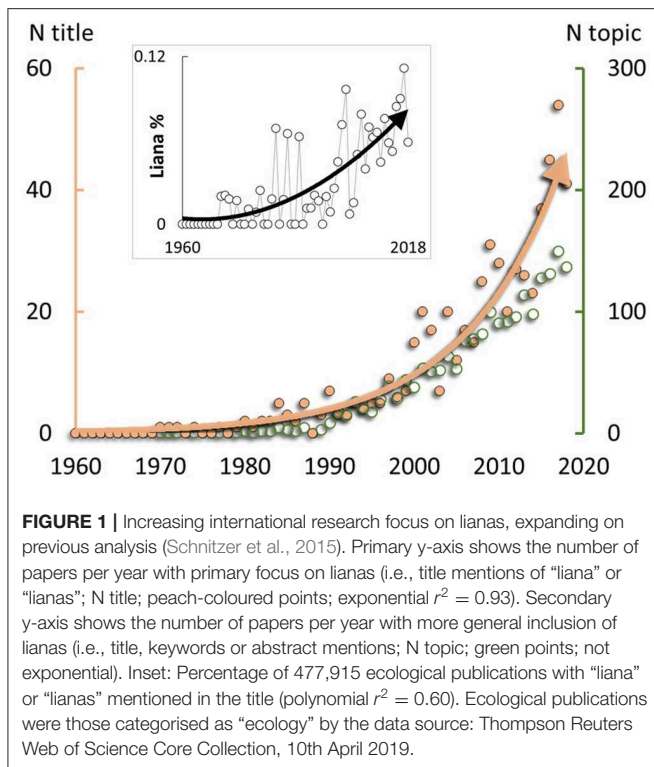 N title
N topic
60
40
20
0
300
200
100
0
0.12
Liana %
0
1960
2018
1960 1970 1980 1990 2000 2010 2020
FIGURE 1 | Increasing international research focus on lianas, expanding on
previous analysis (Schnitzer et al., 2015). Primary y-axis shows the number of
papers per year with primary focus on lianas (i.e., title mentions of “liana” or
“lianas”; N title; peach-coloured points; exponential r² = 0.93). Secondary
y-axis shows the number of papers per year with more general inclusion of
lianas (i.e., title, keywords or abstract mentions; N topic; green points; not
exponential). Inset: Percentage of 477,915 ecological publications with “liana”
or “lianas” mentioned in the title (polynomial r² = 0.60). Ecological publications
were those categorised as “ecology” by the data source: Thompson Reuters
Web of Science Core Collection, 10th April 2019.